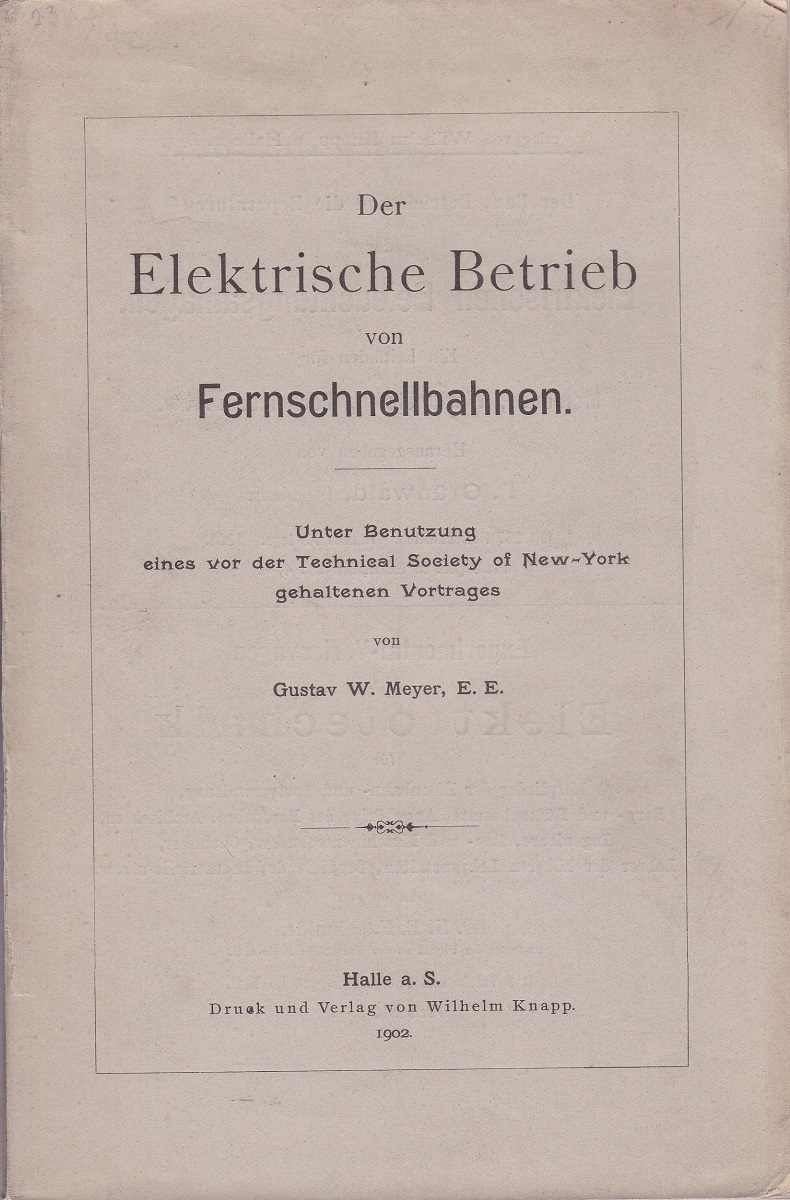 23
Der
Elektrische Betrieb
von
Fernschnellbahnen.
Unter Benutzung
eines vor der Technical Society of New-York
gehaltenen Vortrages
von
Gustav W. Meyer, E. E.
Halle a. S.
Druck und Verlag von Wilhelm Knapp.
1902.